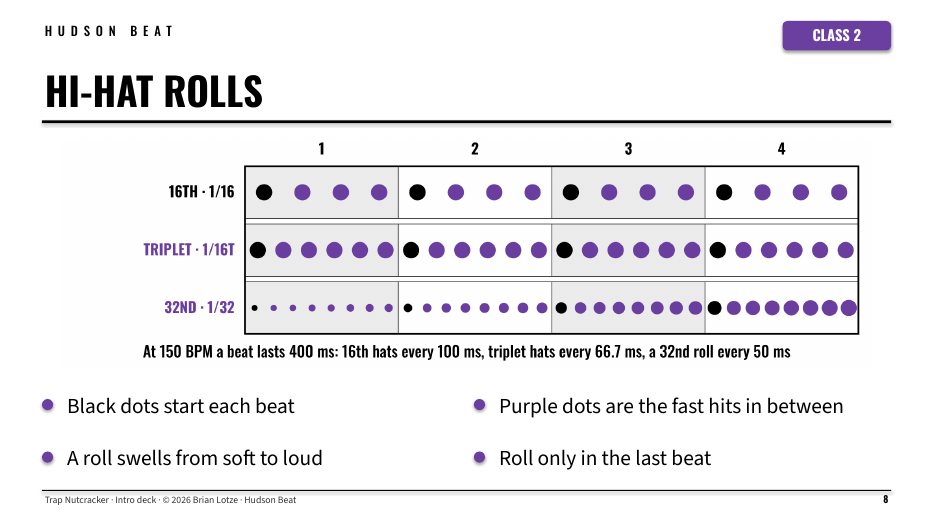 HUDSON BEAT
CLASS 2
HI-HAT ROLLS
1 2 3 4
16TH · 1/16
TRIPLET · 1/16T
32ND · 1/32
At 150 BPM a beat lasts 400 ms: 16th hats every 100 ms, triplet hats every 66.7 ms, a 32nd roll every 50 ms
Black dots start each beat
Purple dots are the fast hits in between
A roll swells from soft to loud
Roll only in the last beat
Trap Nutcracker · Intro deck · © 2026 Brian Lotze · Hudson Beat
8